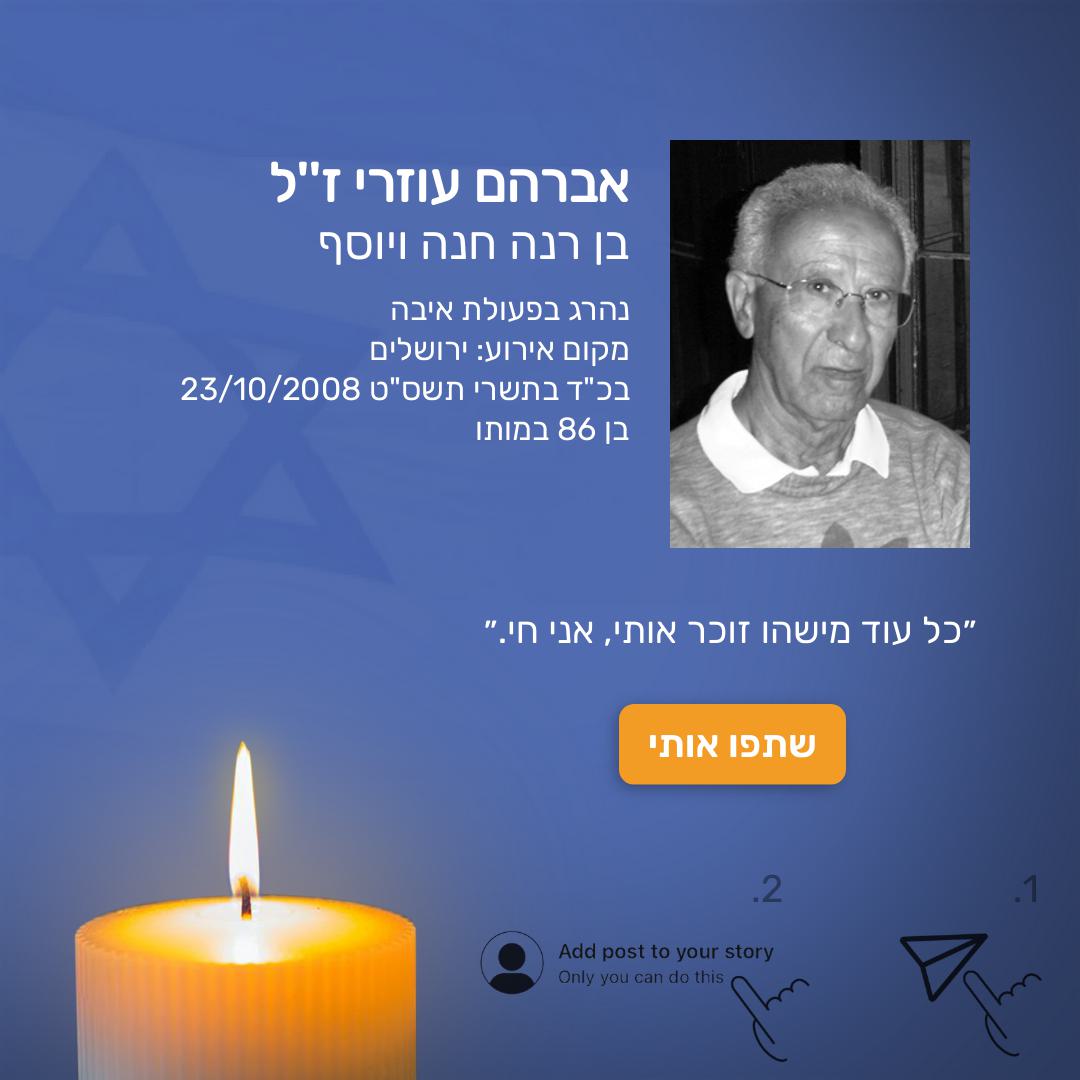 אברהם עוזרי ז"ל
בן רנה חנה ויוסף
נהרג בפעולת איבה
מקום אירוע: ירושלים
בכ"ד בתשרי תשס"ט 23/10/2008
בן 86 במותו
״כל עוד מישהו זוכר אותי, אני חי.״
שתפו אותי
1.
2.
Add post to your story
Only you can do this